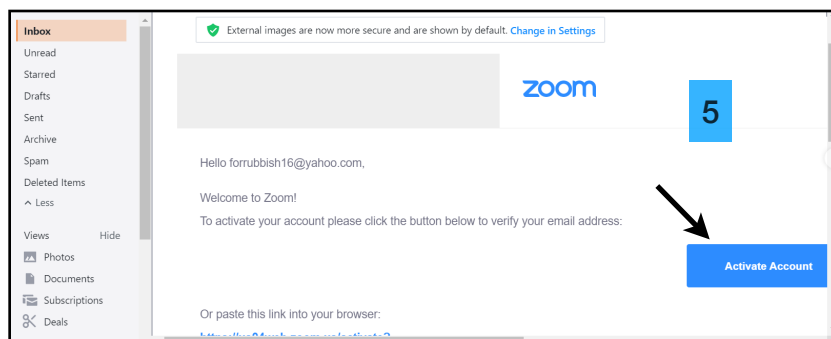 Inbox
Unread
Starred
Drafts
Sent
Archive
Spam
Deleted Items
Less
Views Hide
Photos
Documents
Subscriptions
Deals
External images are now more secure and are shown by default. Change in Settings
zoom
5
Hello forrubbish16@yahoo.com,
Welcome to Zoom!
To activate your account please click the button below to verify your email address:
Activate Account
Or paste this link into your browser: